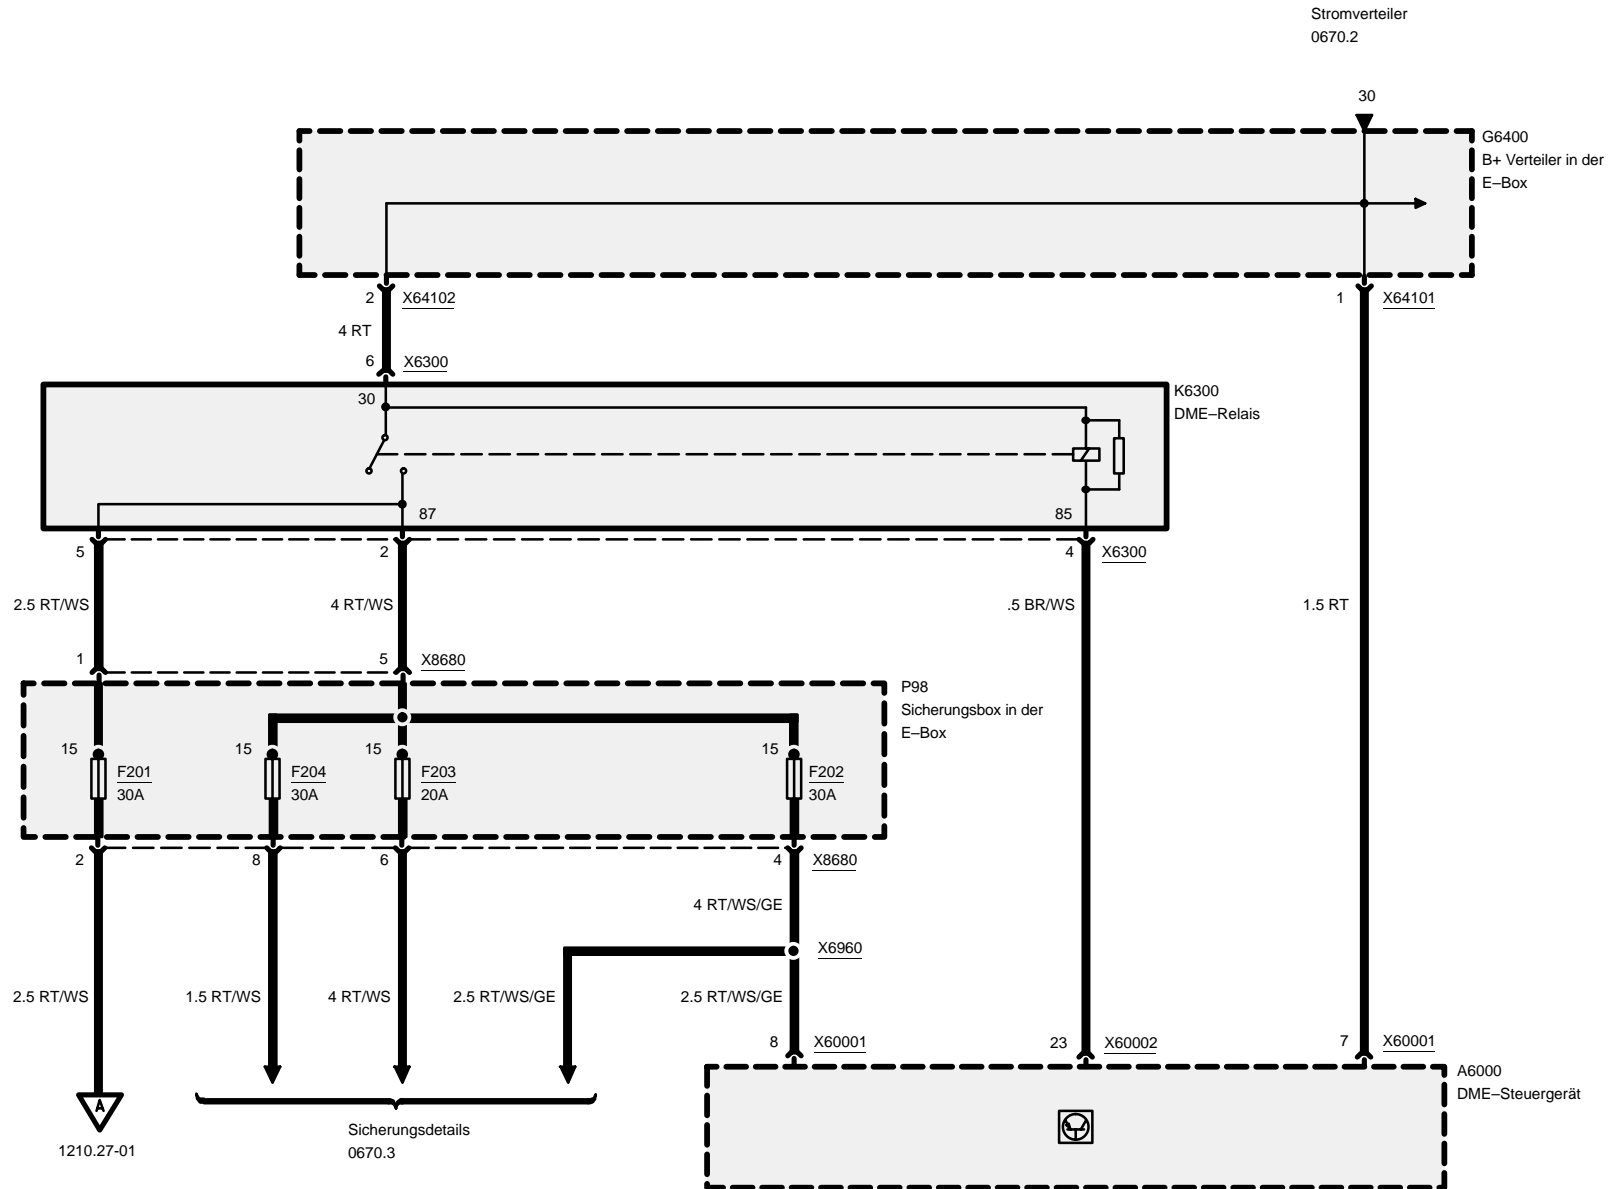 Stromverteiler
0670.2
30
G6400
B+ Verteiler in der
E–Box
2 X64102
1 X64101
4 RT
6 X6300
30
K6300
DME–Relais
87
85
5
2
4 X6300
2.5 RT/WS
4 RT/WS
.5 BR/WS
1.5 RT
1
5 X8680
P98
Sicherungsbox in der
E–Box
15
15
15
15
F201
30A
F204
30A
F203
20A
F202
30A
2
8
6
4 X8680
4 RT/WS/GE
X6960
2.5 RT/WS
1.5 RT/WS
4 RT/WS
2.5 RT/WS/GE
2.5 RT/WS/GE
8 X60001
23 X60002
7 X60001
A6000
DME–Steuergerät
A
1210.27-01
Sicherungsdetails
0670.3